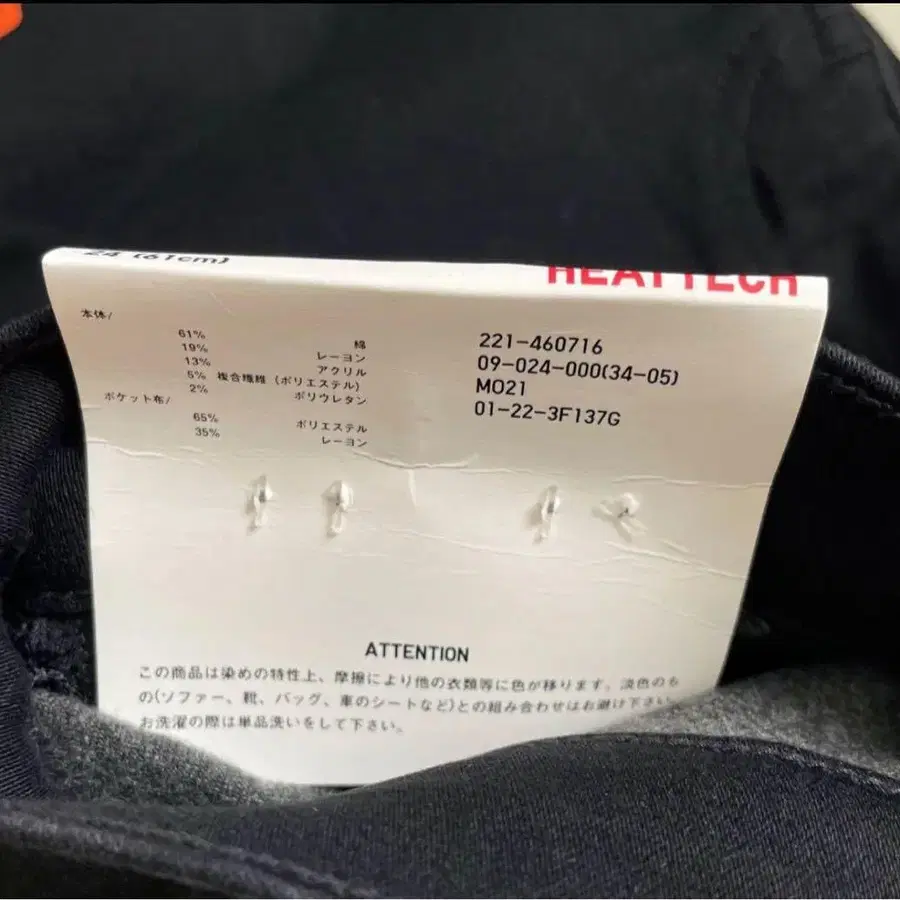 24 (61cm)
HEATTECH
本体/
61% 綿
19% レーヨン
13% アクリル
5% 複合繊維 (ポリエステル)
2% ポリウレタン
ポケット布/
65% ポリエステル
35% レーヨン
221-460716
09-024-000(34-05)
MO21
01-22-3F137G
ATTENTION
この商品は染めの特性上、摩擦により他の衣類等に色が移ります。淡色のも
の(ソファー、靴、バッグ、車のシートなど)との組み合わせはお避け下さい。
お洗濯の際は単品洗いをして下さい。